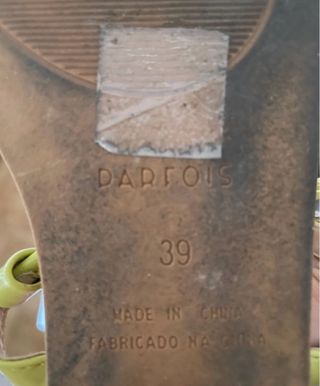 PARFOIS
39
MADE IN CHINA
FABRICADO NA CHINA